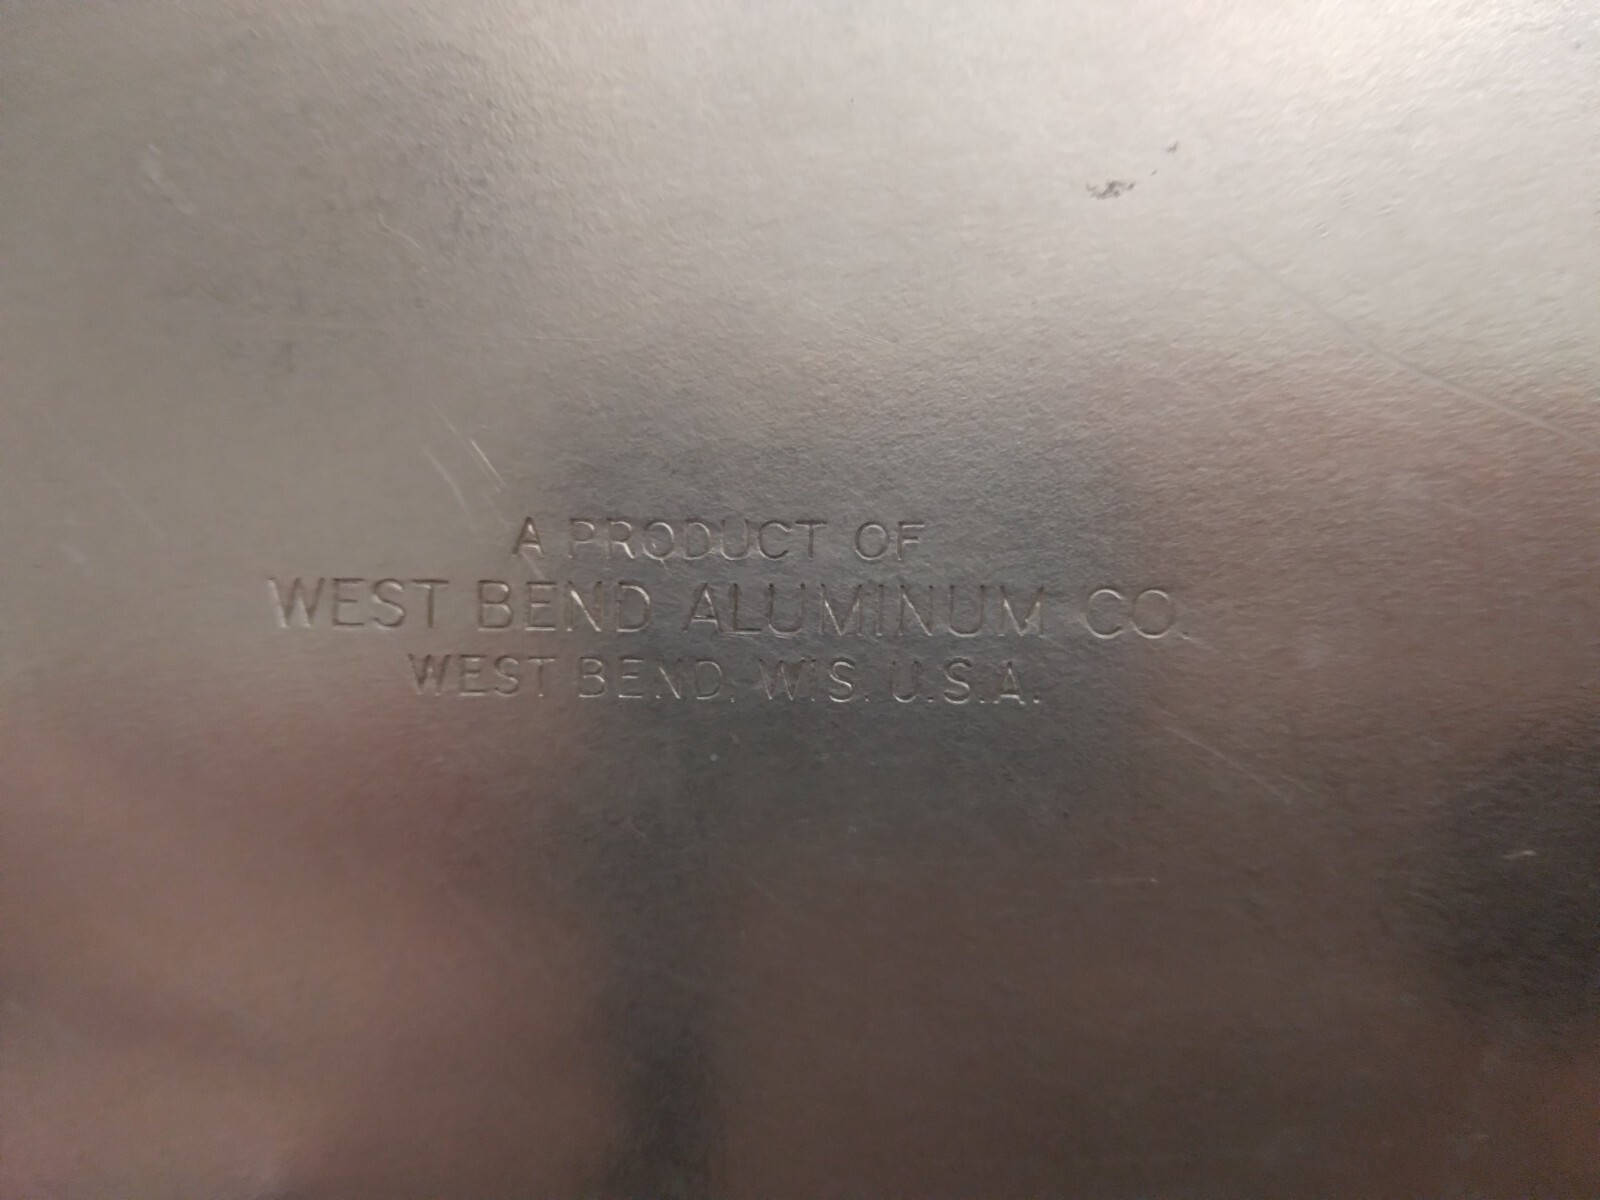 A PRODUCT OF
WEST BEND ALUMINUM CO.
WEST BEND, WIS. U.S.A.